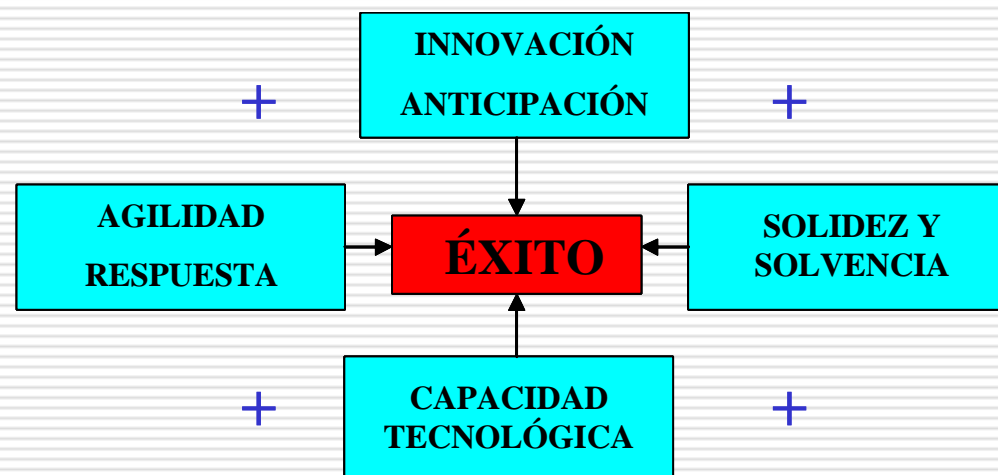 INNOVACIÓN
ANTICIPACIÓN
+ +
AGILIDAD
RESPUESTA
ÉXITO
SOLIDEZ Y
SOLVENCIA
+ +
CAPACIDAD
TECNOLÓGICA